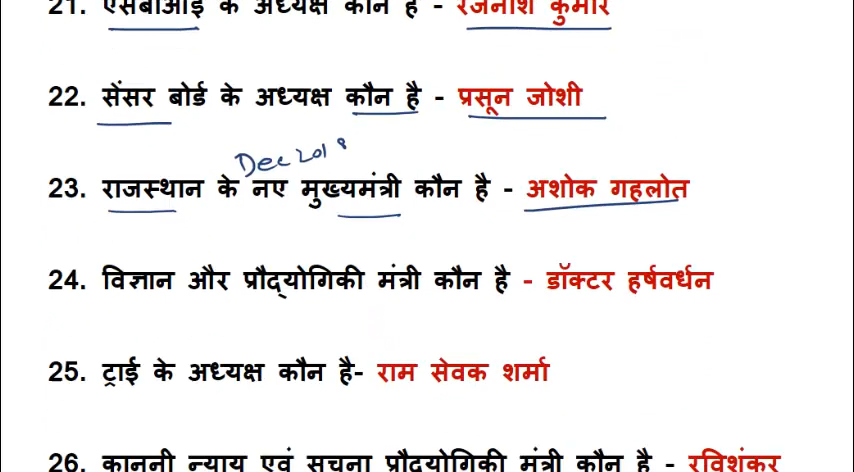 21. एसबीआई के अध्यक्ष कौन है - रजनीश कुमार
22. सेंसर बोर्ड के अध्यक्ष कौन है - प्रसून जोशी
Dec 2018
23. राजस्थान के नए मुख्यमंत्री कौन है - अशोक गहलोत
24. विज्ञान और प्रौद्योगिकी मंत्री कौन है - डॉक्टर हर्षवर्धन
25. ट्राई के अध्यक्ष कौन है- राम सेवक शर्मा
26. कानूनी न्याय एवं सूचना प्रौद्योगिकी मंत्री कौन है - रविशंकर